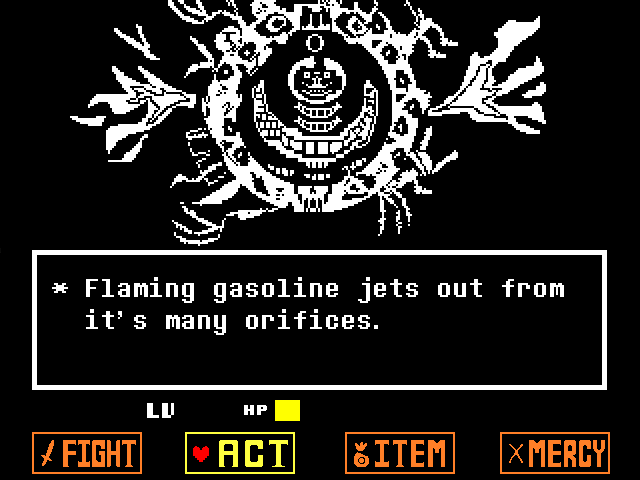 * Flaming gasoline jets out from
it's many orifices.
LV HP
FIGHT ACT ITEM MERCY